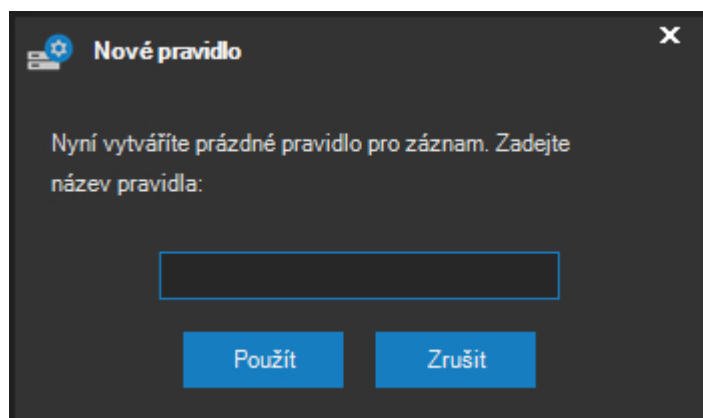 Nové pravidlo
Nyní vytváříte prázdné pravidlo pro záznam. Zadejte
název pravidla:
Použít
Zrušit